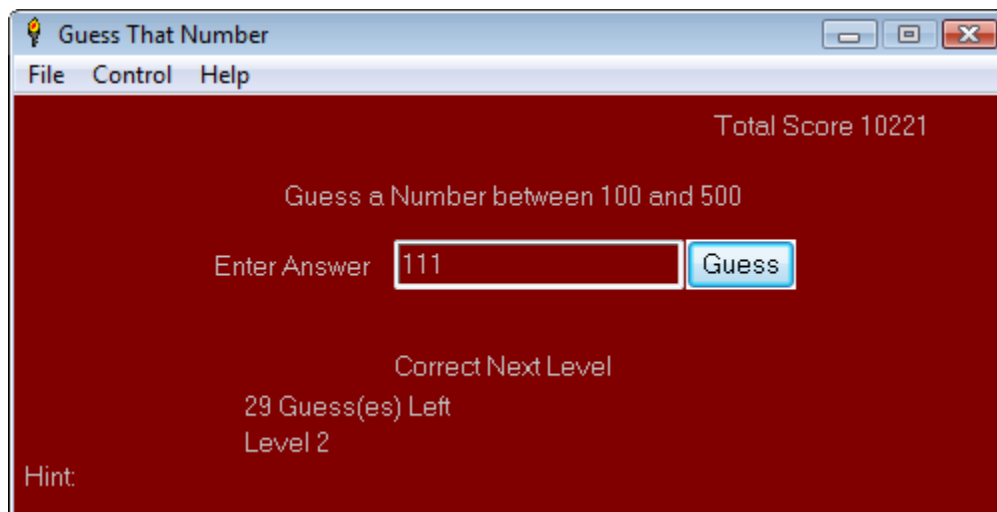 Guess That Number
File Control Help
Total Score 10221
Guess a Number between 100 and 500
Enter Answer 111 Guess
Correct Next Level
29 Guess(es) Left
Level 2
Hint: